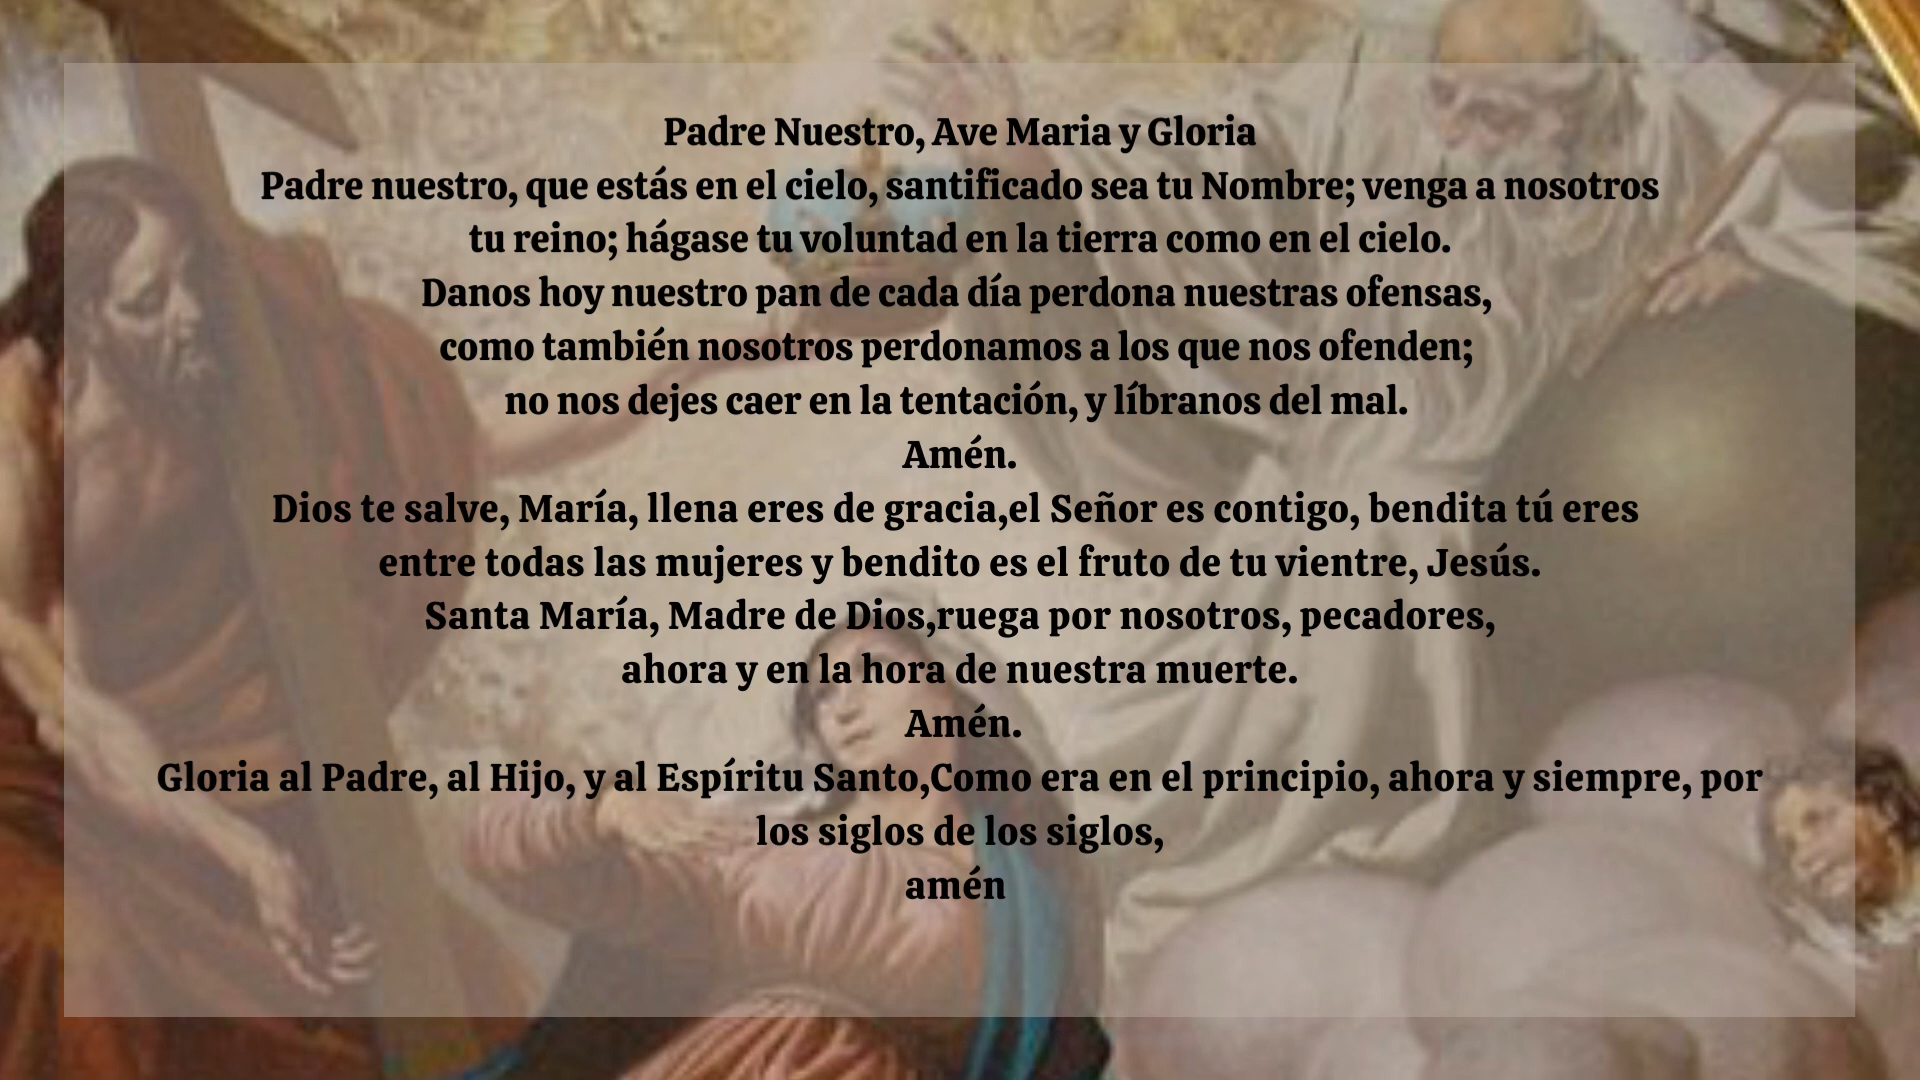 Padre Nuestro, Ave Maria y Gloria
Padre nuestro, que estás en el cielo, santificado sea tu Nombre; venga a nosotros
tu reino; hágase tu voluntad en la tierra como en el cielo.
Danos hoy nuestro pan de cada día perdona nuestras ofensas,
como también nosotros perdonamos a los que nos ofenden;
no nos dejes caer en la tentación, y líbranos del mal.
Amén.
Dios te salve, María, llena eres de gracia,el Señor es contigo, bendita tú eres
entre todas las mujeres y bendito es el fruto de tu vientre, Jesús.
Santa María, Madre de Dios,ruega por nosotros, pecadores,
ahora y en la hora de nuestra muerte.
Amén.
Gloria al Padre, al Hijo, y al Espíritu Santo,Como era en el principio, ahora y siempre, por
los siglos de los siglos,
amén